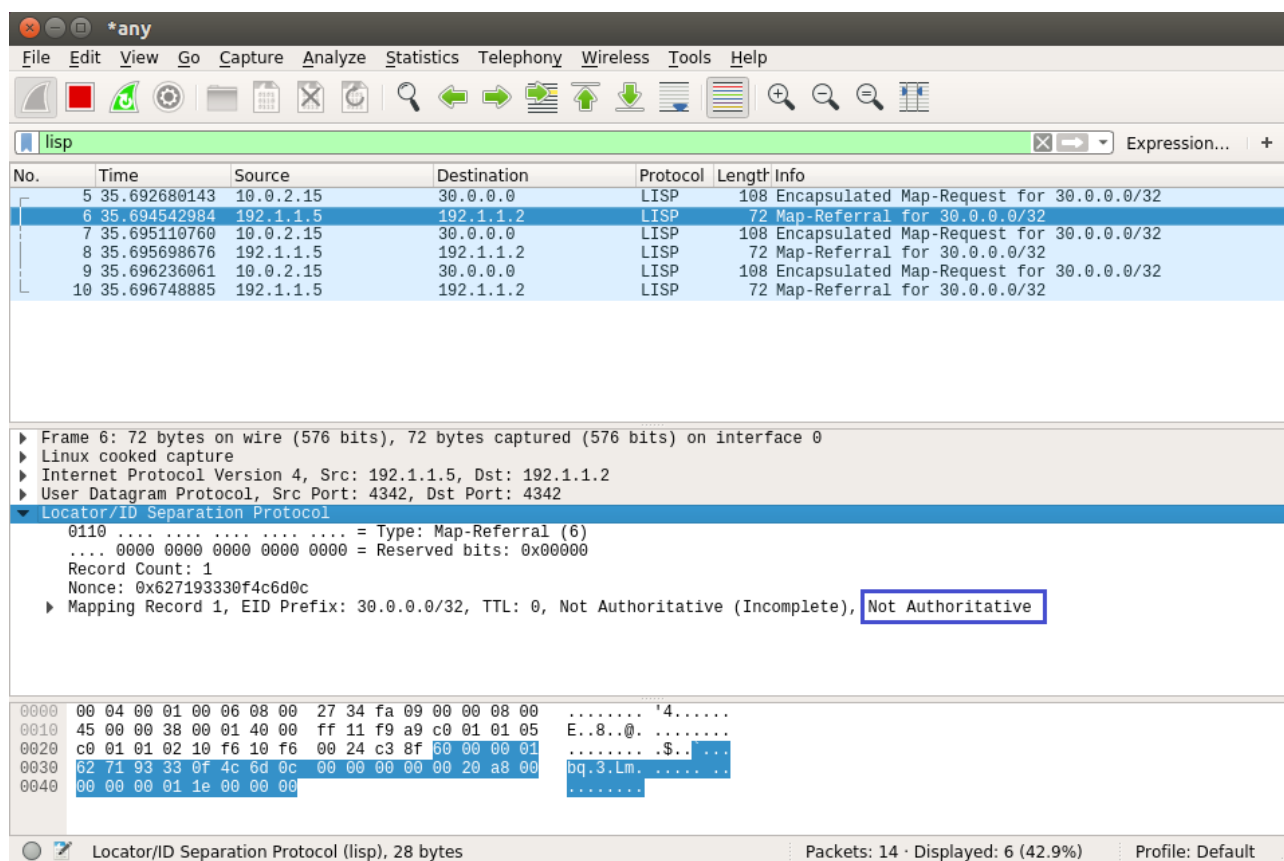 *any
File Edit View Go Capture Analyze Statistics Telephony Wireless Tools Help
lisp Expression... +
No. Time Source Destination Protocol Length Info
5 35.692680143 10.0.2.15 30.0.0.0 LISP 108 Encapsulated Map-Request for 30.0.0.0/32
6 35.694542984 192.1.1.5 192.1.1.2 LISP 72 Map-Referral for 30.0.0.0/32
7 35.695110760 10.0.2.15 30.0.0.0 LISP 108 Encapsulated Map-Request for 30.0.0.0/32
8 35.695698676 192.1.1.5 192.1.1.2 LISP 72 Map-Referral for 30.0.0.0/32
9 35.696236061 10.0.2.15 30.0.0.0 LISP 108 Encapsulated Map-Request for 30.0.0.0/32
10 35.696748885 192.1.1.5 192.1.1.2 LISP 72 Map-Referral for 30.0.0.0/32
Frame 6: 72 bytes on wire (576 bits), 72 bytes captured (576 bits) on interface 0
Linux cooked capture
Internet Protocol Version 4, Src: 192.1.1.5, Dst: 192.1.1.2
User Datagram Protocol, Src Port: 4342, Dst Port: 4342
Locator/ID Separation Protocol
0110 .... .... .... .... .... = Type: Map-Referral (6)
.... 0000 0000 0000 0000 0000 = Reserved bits: 0x00000
Record Count: 1
Nonce: 0x627193330f4c6d0c
Mapping Record 1, EID Prefix: 30.0.0.0/32, TTL: 0, Not Authoritative (Incomplete), Not Authoritative
0000 00 04 00 01 00 06 08 00 27 34 fa 09 00 00 08 00 ........ '4......
0010 45 00 00 38 00 01 40 00 ff 11 f9 a9 c0 01 01 05 E..8..@. ........
0020 c0 01 01 02 10 f6 10 f6 00 24 c3 8f 60 00 00 01 ........ .$..`...
0030 62 71 93 33 0f 4c 6d 0c 00 00 00 00 00 20 a8 00 bq.3.Lm. ..... ..
0040 00 00 00 01 1e 00 00 00 ........
Locator/ID Separation Protocol (lisp), 28 bytes Packets: 14 · Displayed: 6 (42.9%) Profile: Default